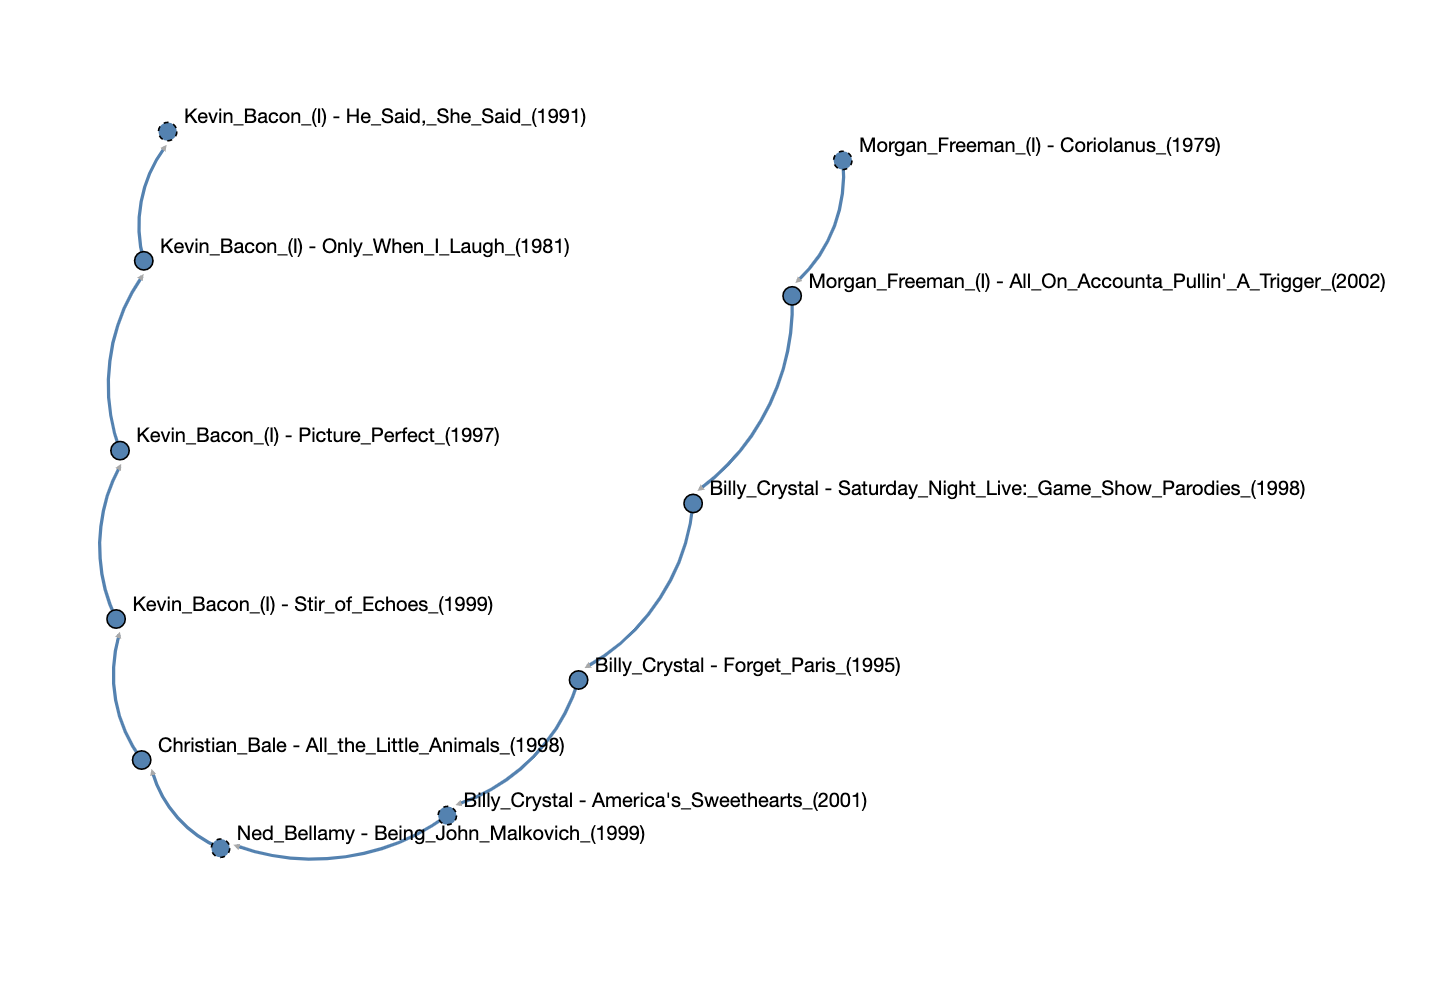 Kevin_Bacon_(I) - He_Said,_She_Said_(1991)
Morgan_Freeman_(I) - Coriolanus_(1979)
Kevin_Bacon_(I) - Only_When_I_Laugh_(1981)
Morgan_Freeman_(I) - All_On_Accounta_Pullin'_A_Trigger_(2002)
Kevin_Bacon_(I) - Picture_Perfect_(1997)
Billy_Crystal - Saturday_Night_Live:_Game_Show_Parodies_(1998)
Kevin_Bacon_(I) - Stir_of_Echoes_(1999)
Billy_Crystal - Forget_Paris_(1995)
Christian_Bale - All_the_Little_Animals_(1998)
Billy_Crystal - America's_Sweethearts_(2001)
Ned_Bellamy - Being_John_Malkovich_(1999)